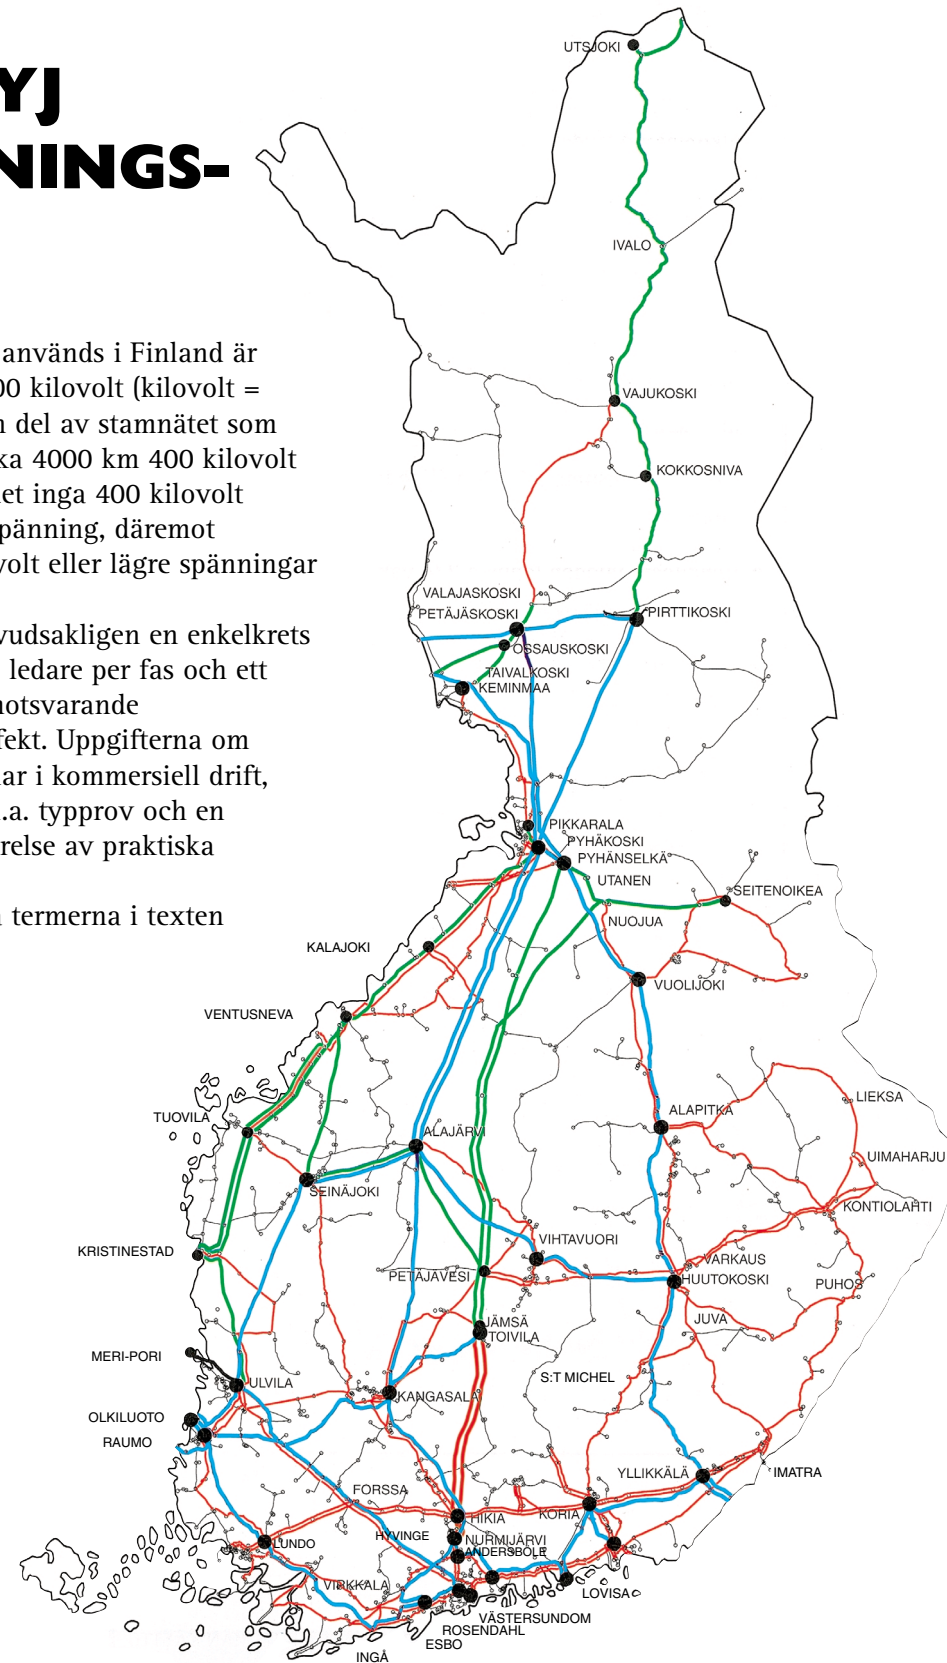 YJ
NINGS-
används i Finland är
00 kilovolt (kilovolt =
n del av stamnätet som
ka 4000 km 400 kilovolt
et inga 400 kilovolt
pänning, däremot
volt eller lägre spänningar
vudsakligen en enkelkrets
ledare per fas och ett
notsvarande
fekt. Uppgifterna om
nar i kommersiell drift,
.a. typprov och en
relse av praktiska
n termerna i texten
UTSJOKI
IVALO
VAJUKOSKI
KOKKOSNIVA
VALAJASKOSKI
PETÄJÄSKOSKI
PIRTTIKOSKI
OSSAUSKOSKI
TAIVALKOSKI
KEMINMAA
PIKKARALA
PYHÄKOSKI
PYHÄNSELKÄ
UTANEN
SEITENOIKEA
NUOJUA
KALAJOKI
VUOLIJOKI
VENTUSNEVA
LIEKSA
ALAPITKÄ
TUOVILA
ALAJÄRVI
UIMAHARJU
SEINÄJOKI
KONTIOLAHTI
VIHTAVUORI
KRISTINESTAD
VARKAUS
PETÄJÄVESI
HUUTOKOSKI
PUHOS
JUVA
JÄMSÄ
TOIVILA
MERI-PORI
S:T MICHEL
ULVILA
KANGASALA
OLKILUOTO
RAUMO
YLLIKKÄLÄ
IMATRA
FORSSA
KORIA
HIKIA
HYVINGE
NURMIJÄRVI
LUNDO
ANDERSBÖLE
VIRKKALA
LOVISA
VÄSTERSUNDOM
ROSENDAHL
ESBO
INGÅ